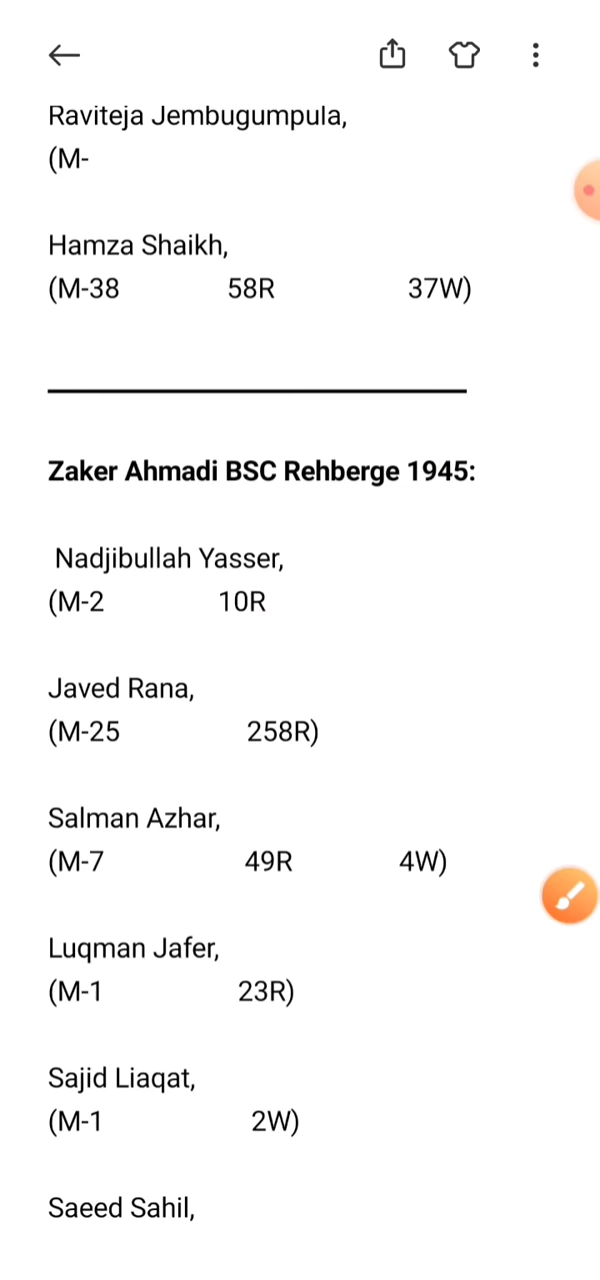 Raviteja Jembugumpula,
(M-
Hamza Shaikh,
(M-38 58R 37W)
Zaker Ahmadi BSC Rehberge 1945:
Nadjibullah Yasser,
(M-2 10R
Javed Rana,
(M-25 258R)
Salman Azhar,
(M-7 49R 4W)
Luqman Jafer,
(M-1 23R)
Sajid Liaqat,
(M-1 2W)
Saeed Sahil,